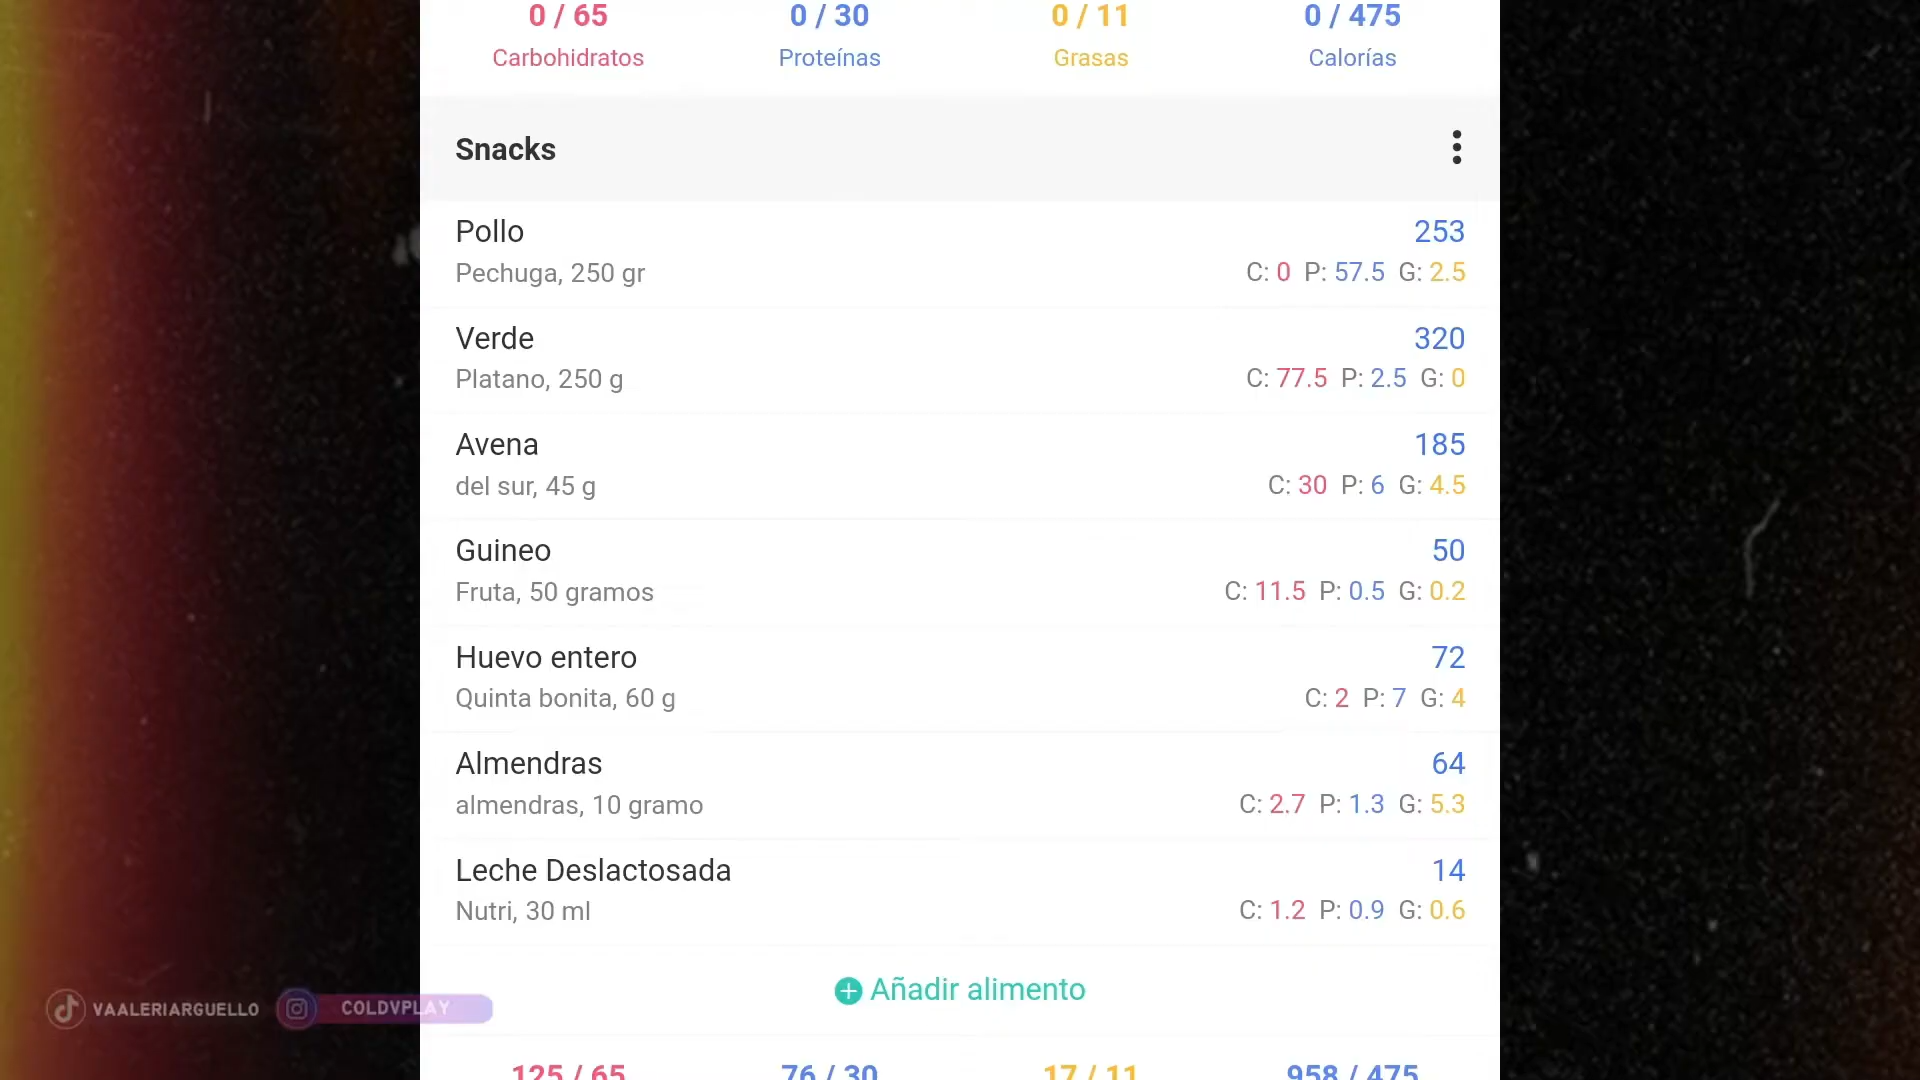 0 / 65 0 / 30 0 / 11 0 / 475
Carbohidratos Proteínas Grasas Calorías
Snacks
Pollo 253
Pechuga, 250 gr C: 0 P: 57.5 G: 2.5
Verde 320
Platano, 250 g C: 77.5 P: 2.5 G: 0
Avena 185
del sur, 45 g C: 30 P: 6 G: 4.5
Guineo 50
Fruta, 50 gramos C: 11.5 P: 0.5 G: 0.2
Huevo entero 72
Quinta bonita, 60 g C: 2 P: 7 G: 4
Almendras 64
almendras, 10 gramo C: 2.7 P: 1.3 G: 5.3
Leche Deslactosada 14
Nutri, 30 ml C: 1.2 P: 0.9 G: 0.6
Añadir alimento
VAALERIARGUELLO COLDVPLAY
125 / 65 76 / 30 17 / 11 958 / 475